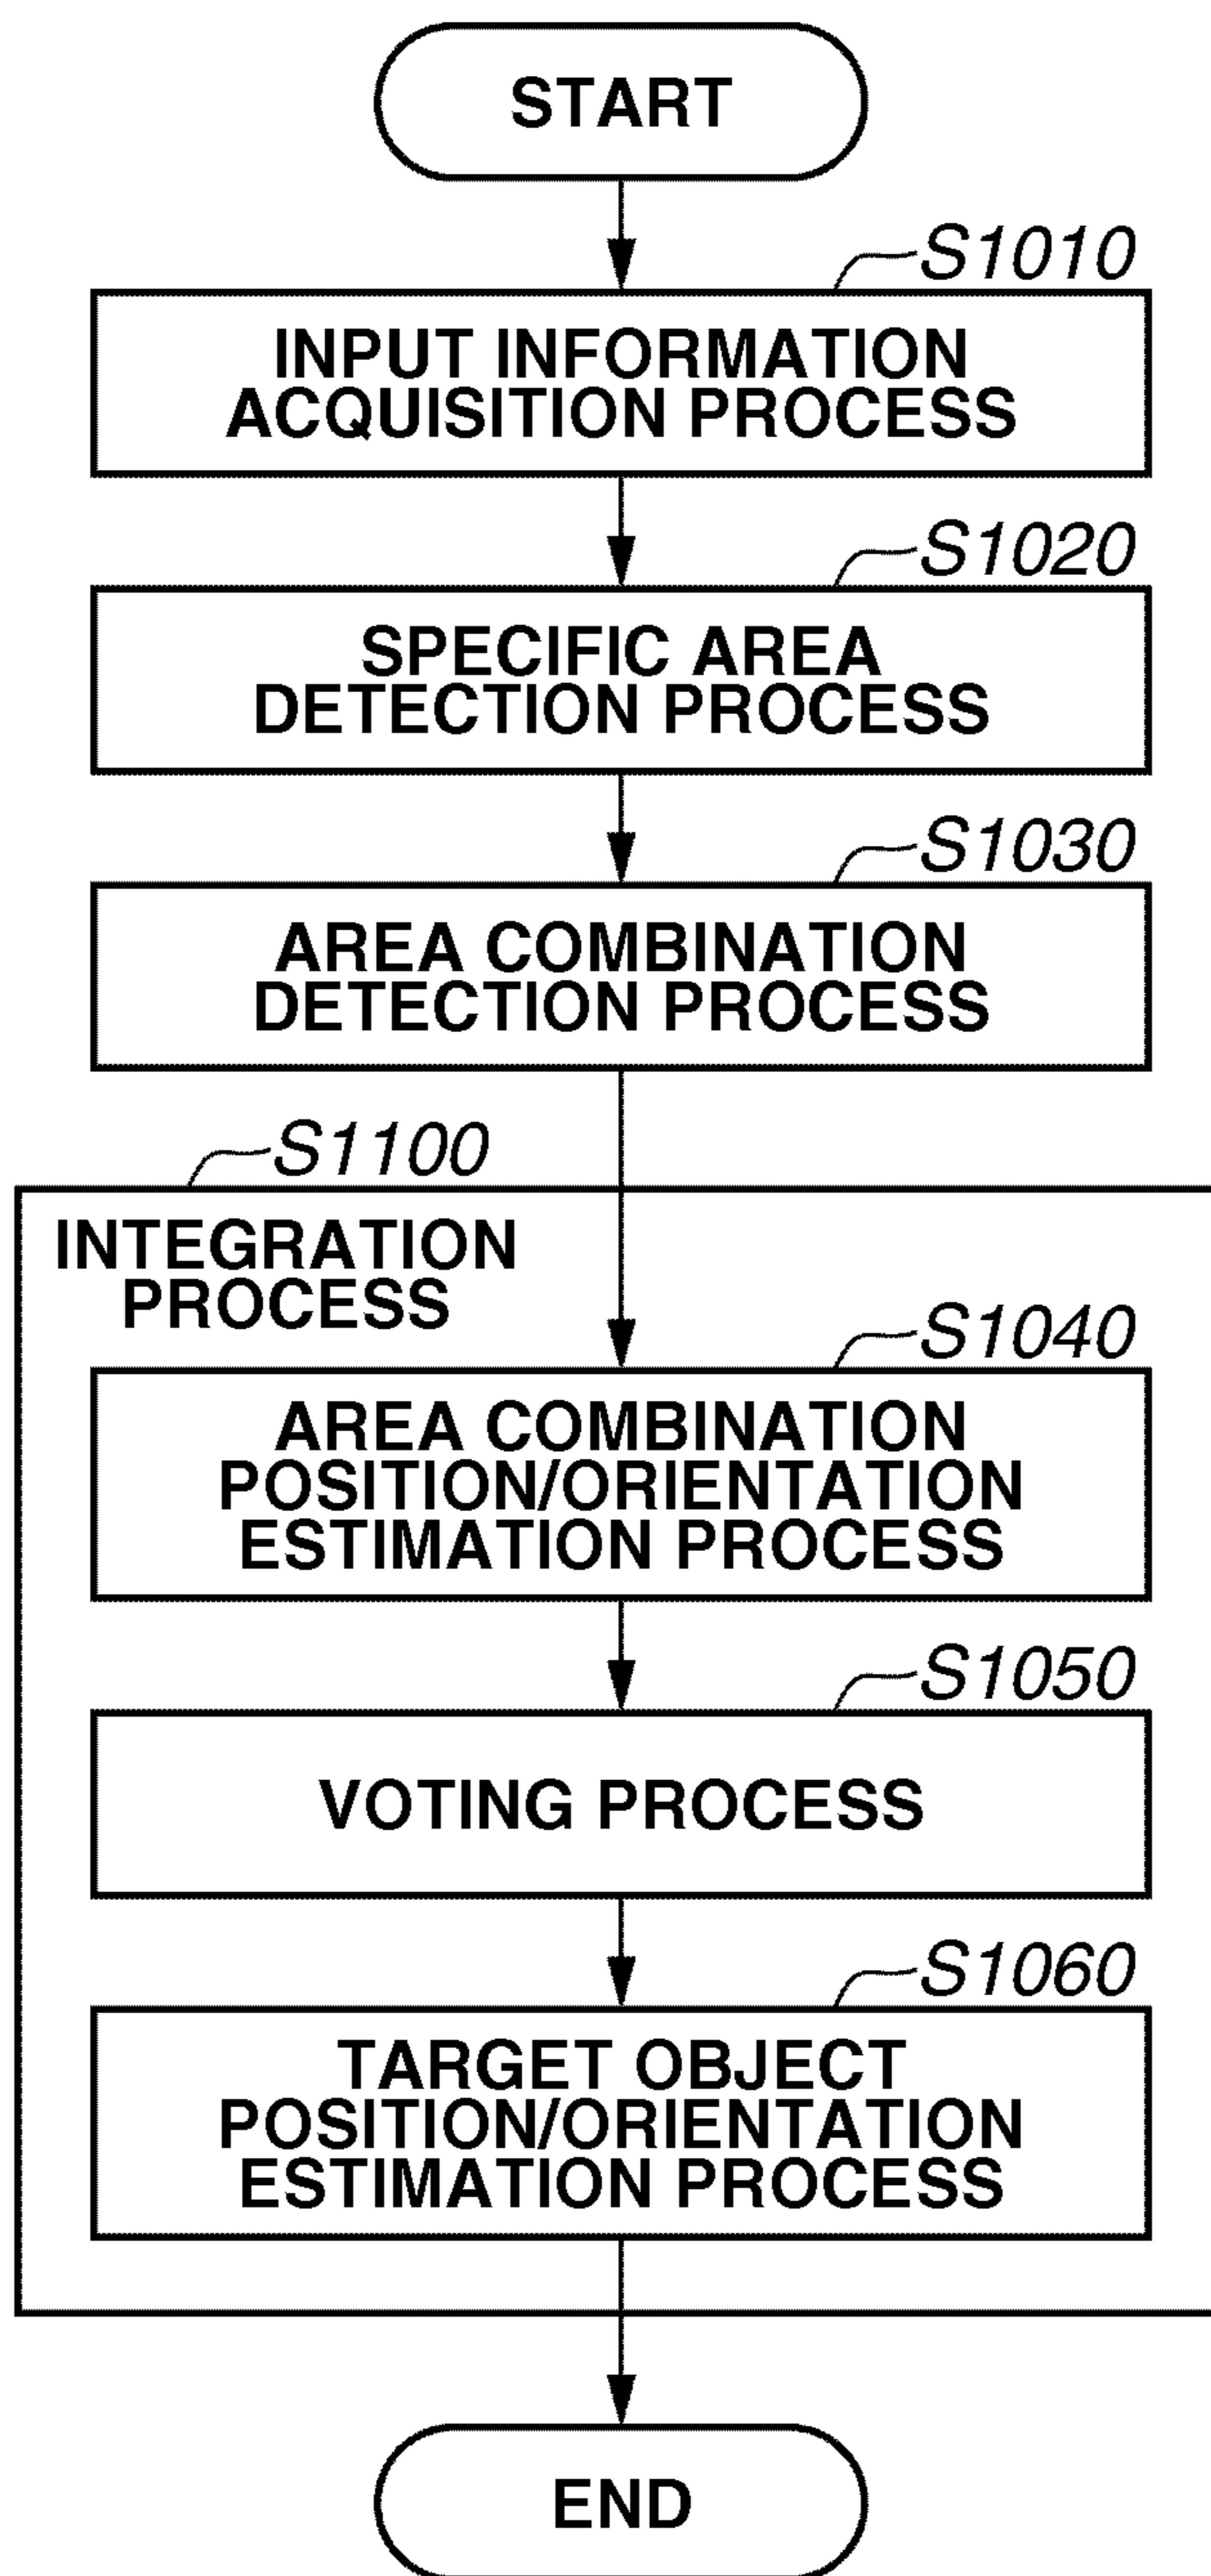 START
S1010
INPUT INFORMATION
ACQUISITION PROCESS
S1020
SPECIFIC AREA
DETECTION PROCESS
S1030
AREA COMBINATION
DETECTION PROCESS
S1100
INTEGRATION
PROCESS
S1040
AREA COMBINATION
POSITION/ORIENTATION
ESTIMATION PROCESS
S1050
VOTING PROCESS
S1060
TARGET OBJECT
POSITION/ORIENTATION
ESTIMATION PROCESS
END